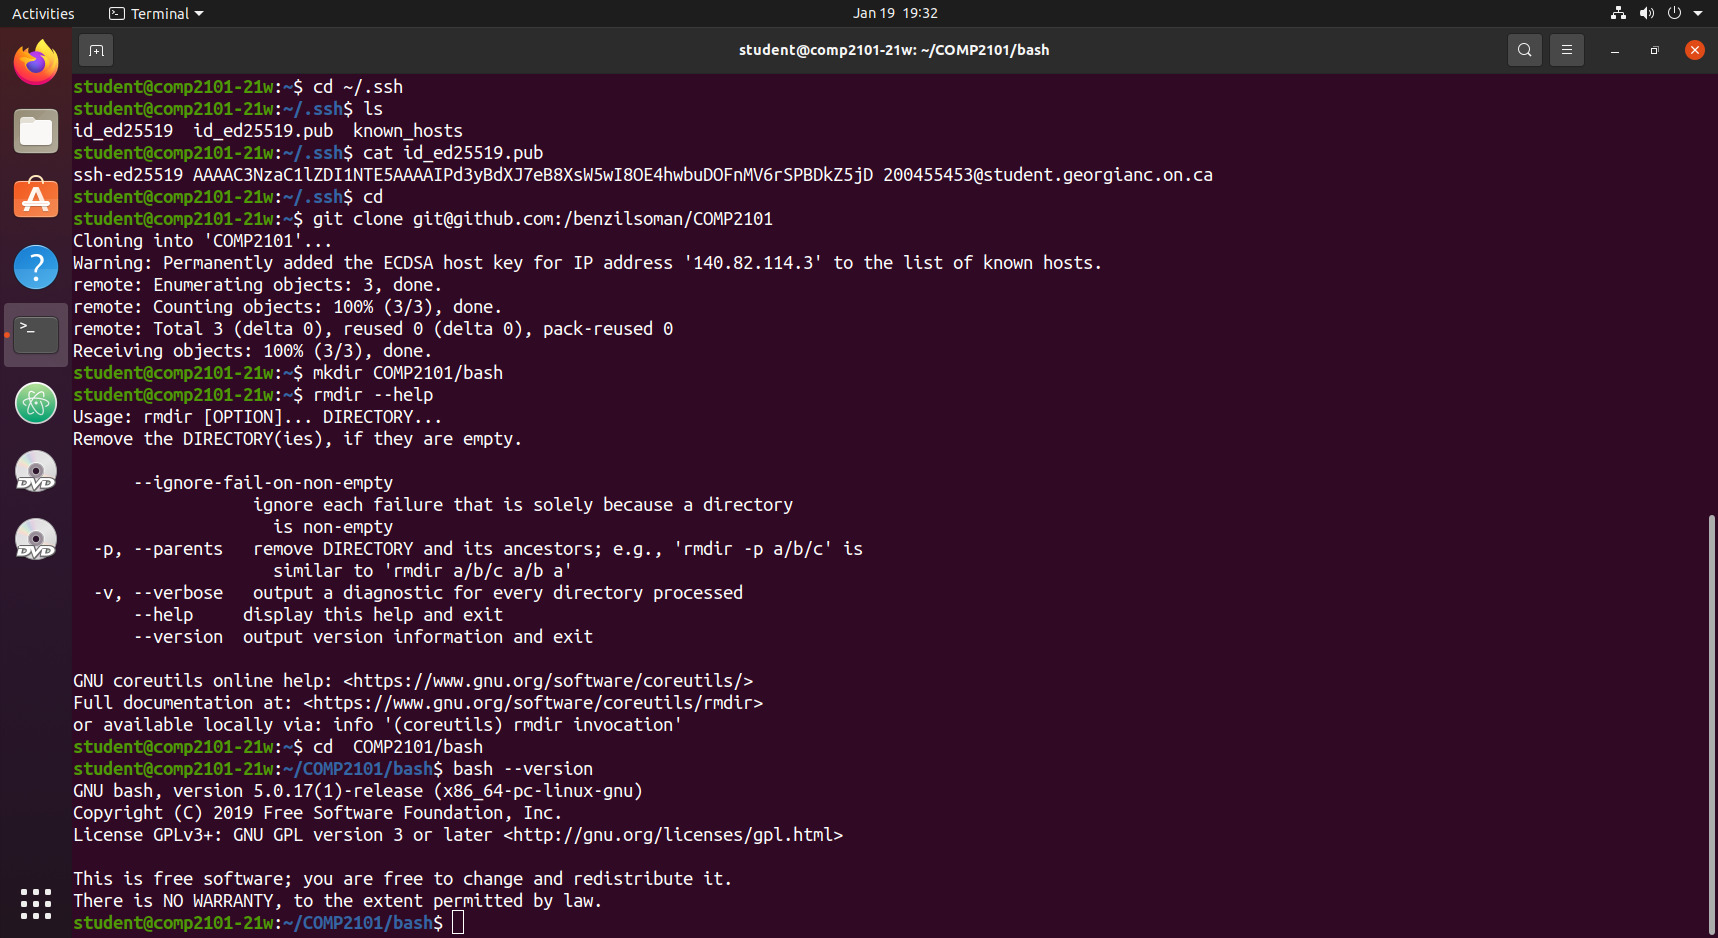 Activities Terminal Jan 19 19:32
student@comp2101-21w: ~/COMP2101/bash
student@comp2101-21w:~$ cd ~/.ssh
student@comp2101-21w:~/.ssh$ ls
id_ed25519  id_ed25519.pub  known_hosts
student@comp2101-21w:~/.ssh$ cat id_ed25519.pub
ssh-ed25519 AAAAC3NzaC1lZDI1NTE5AAAAIPd3yBdXJ7eB8XsW5wI8OE4hwbuDOFnMV6rSPBDkZ5jD 200455453@student.georgianc.on.ca
student@comp2101-21w:~/.ssh$ cd
student@comp2101-21w:~$ git clone git@github.com:/benzilsoman/COMP2101
Cloning into 'COMP2101'...
Warning: Permanently added the ECDSA host key for IP address '140.82.114.3' to the list of known hosts.
remote: Enumerating objects: 3, done.
remote: Counting objects: 100% (3/3), done.
remote: Total 3 (delta 0), reused 0 (delta 0), pack-reused 0
Receiving objects: 100% (3/3), done.
student@comp2101-21w:~$ mkdir COMP2101/bash
student@comp2101-21w:~$ rmdir --help
Usage: rmdir [OPTION]... DIRECTORY...
Remove the DIRECTORY(ies), if they are empty.
      --ignore-fail-on-non-empty
                  ignore each failure that is solely because a directory
                    is non-empty
  -p, --parents   remove DIRECTORY and its ancestors; e.g., 'rmdir -p a/b/c' is
                    similar to 'rmdir a/b/c a/b a'
  -v, --verbose   output a diagnostic for every directory processed
      --help     display this help and exit
      --version  output version information and exit
GNU coreutils online help: <https://www.gnu.org/software/coreutils/>
Full documentation at: <https://www.gnu.org/software/coreutils/rmdir>
or available locally via: info '(coreutils) rmdir invocation'
student@comp2101-21w:~$ cd  COMP2101/bash
student@comp2101-21w:~/COMP2101/bash$ bash --version
GNU bash, version 5.0.17(1)-release (x86_64-pc-linux-gnu)
Copyright (C) 2019 Free Software Foundation, Inc.
License GPLv3+: GNU GPL version 3 or later <http://gnu.org/licenses/gpl.html>
This is free software; you are free to change and redistribute it.
There is NO WARRANTY, to the extent permitted by law.
student@comp2101-21w:~/COMP2101/bash$
DVD
DVD